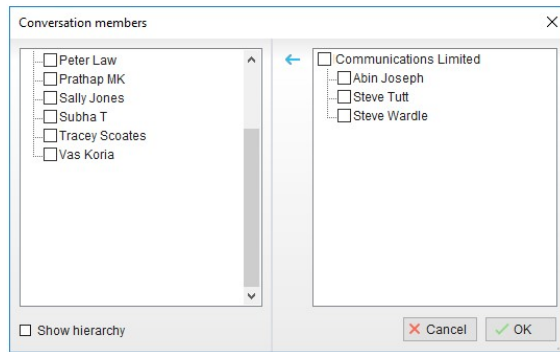 Conversation members
Peter Law
Prathap MK
Sally Jones
Subha T
Tracey Scoates
Vas Koria
Communications Limited
Abin Joseph
Steve Tutt
Steve Wardle
Show hierarchy
Cancel
OK